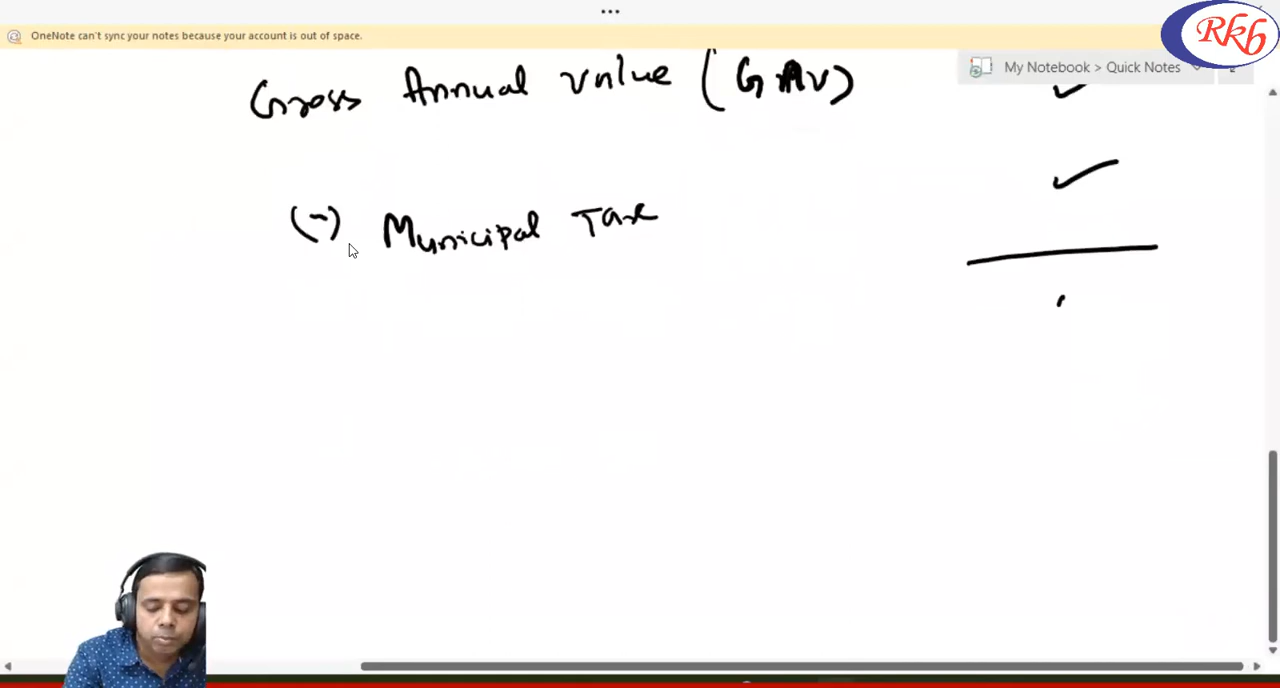 OneNote can't sync your notes because your account is out of space.
Rkb
My Notebook > Quick Notes
Gross Annual Value (GAV)
(-) Municipal Tax